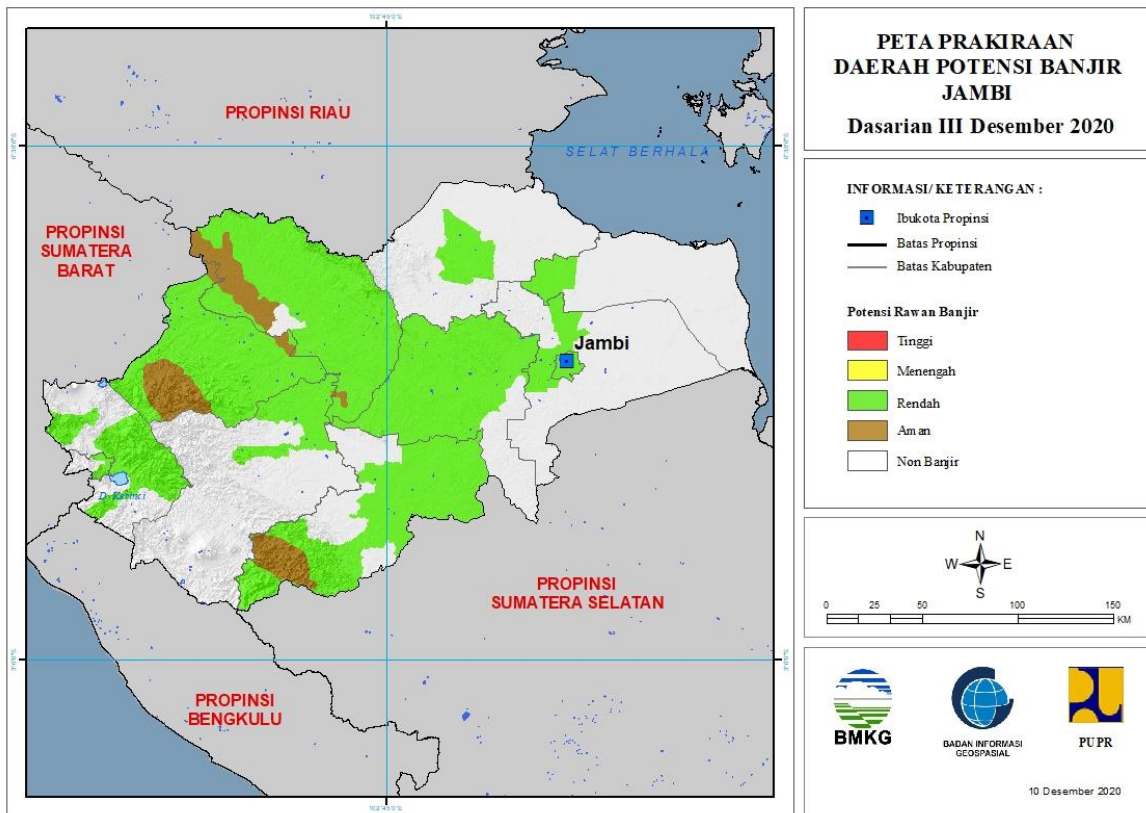 PETA PRAKIRAAN
DAERAH POTENSI BANJIR
JAMBI
Dasarian III Desember 2020
INFORMASI/ KETERANGAN :
Ibukota Propinsi
Batas Propinsi
Batas Kabupaten
Potensi Rawan Banjir
Tinggi
Menengah
Rendah
Aman
Non Banjir
N
W E
S
0 25 50 100 150
KM
BMKG
BADAN INFORMASI
GEOSPASIAL
PUPR
10 Desember 2020
PROPINSI RIAU
SELAT BERHALA
PROPINSI
SUMATERA
BARAT
Jambi
D. Kerinci
PROPINSI
SUMATERA SELATAN
PROPINSI
BENGKULU